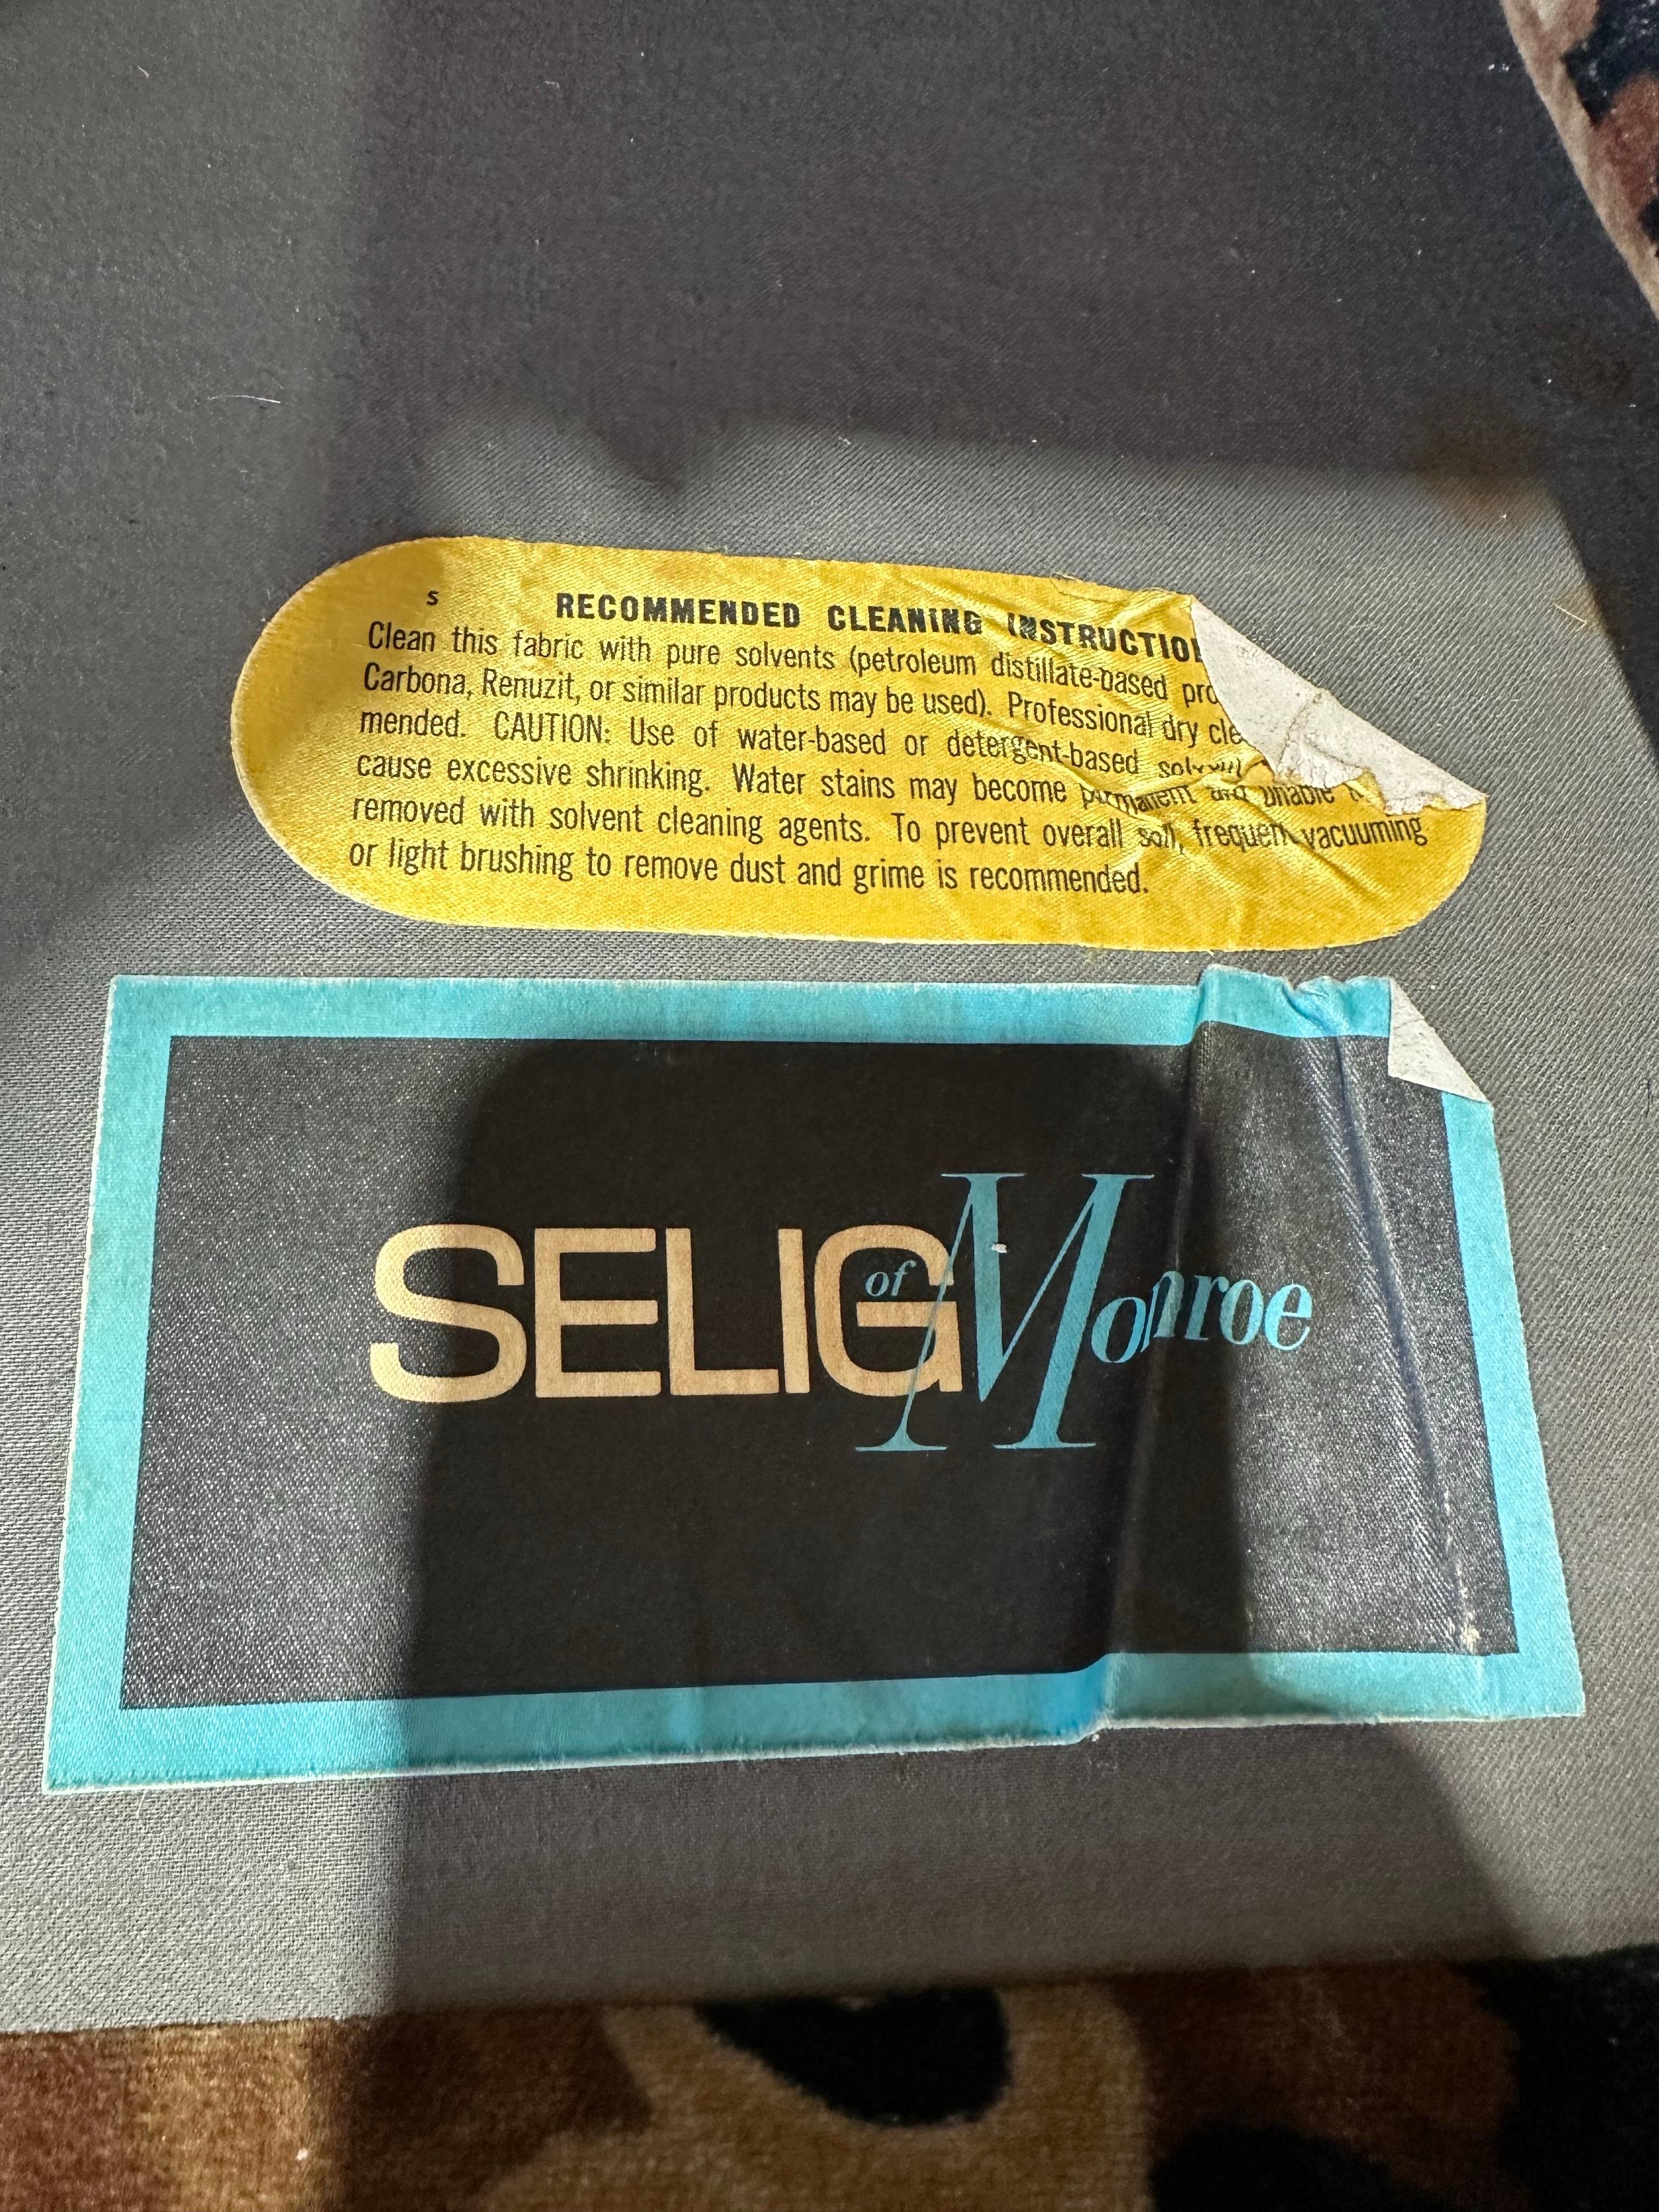 S RECOMMENDED CLEANING
Clean this fabric with pure solvents (petroleum distillate-based
Carbona, Renuzit, or similar products may be used). Professional dry
mended. CAUTION: Use of water-based or detergent-based
cause excessive shrinking. Water stains may become permanent and unable
removed with solvent cleaning agents. To prevent overall soil, frequent vacuuming
or light brushing to remove dust and grime is recommended.
SELIG of Monroe